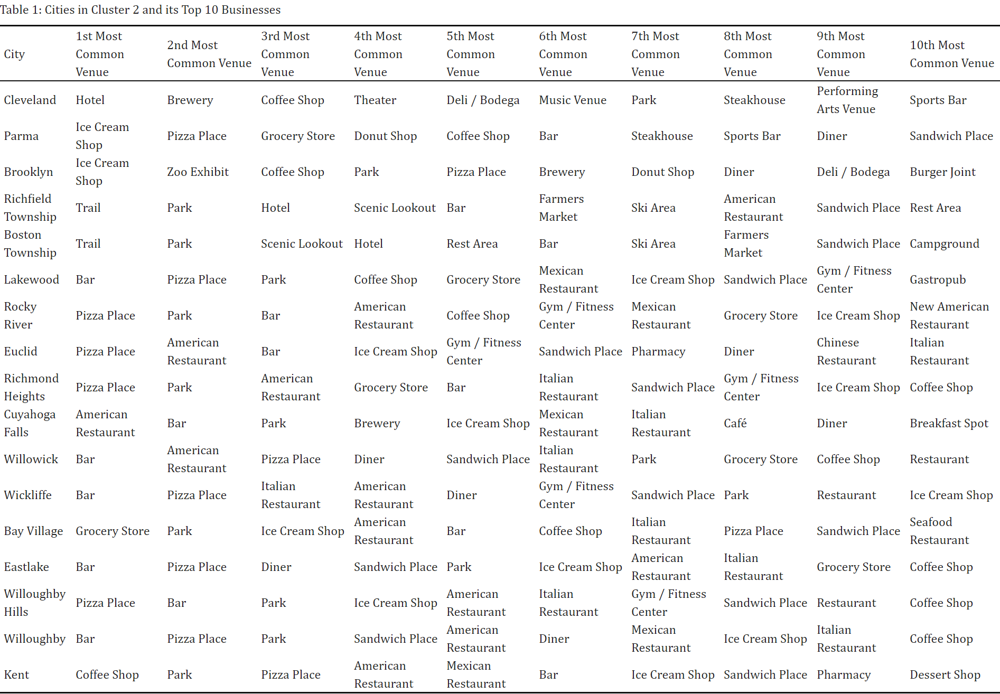 Table 1: Cities in Cluster 2 and its Top 10 Businesses
City 1st Most Common Venue 2nd Most Common Venue 3rd Most Common Venue 4th Most Common Venue 5th Most Common Venue 6th Most Common Venue 7th Most Common Venue 8th Most Common Venue 9th Most Common Venue 10th Most Common Venue
Cleveland Hotel Brewery Coffee Shop Theater Deli / Bodega Music Venue Park Steakhouse Performing Arts Venue Sports Bar
Parma Ice Cream Shop Pizza Place Grocery Store Donut Shop Coffee Shop Bar Steakhouse Sports Bar Diner Sandwich Place
Brooklyn Ice Cream Shop Zoo Exhibit Coffee Shop Park Pizza Place Brewery Donut Shop Diner Deli / Bodega Burger Joint
Richfield Township Trail Park Hotel Scenic Lookout Bar Farmers Market Ski Area American Restaurant Sandwich Place Rest Area
Boston Township Trail Park Scenic Lookout Hotel Rest Area Bar Ski Area Farmers Market Sandwich Place Campground
Lakewood Bar Pizza Place Park Coffee Shop Grocery Store Mexican Restaurant Ice Cream Shop Sandwich Place Gym / Fitness Center Gastropub
Rocky River Pizza Place Park Bar American Restaurant Coffee Shop Gym / Fitness Center Mexican Restaurant Grocery Store Ice Cream Shop New American Restaurant
Euclid Pizza Place American Restaurant Bar Ice Cream Shop Gym / Fitness Center Sandwich Place Pharmacy Diner Chinese Restaurant Italian Restaurant
Richmond Heights Pizza Place Park American Restaurant Grocery Store Bar Italian Restaurant Sandwich Place Gym / Fitness Center Ice Cream Shop Coffee Shop
Cuyahoga Falls American Restaurant Bar Park Brewery Ice Cream Shop Mexican Restaurant Italian Restaurant Café Diner Breakfast Spot
Willowick Bar American Restaurant Pizza Place Diner Sandwich Place Italian Restaurant Park Grocery Store Coffee Shop Restaurant
Wickliffe Bar Pizza Place Italian Restaurant American Restaurant Diner Gym / Fitness Center Sandwich Place Park Restaurant Ice Cream Shop
Bay Village Grocery Store Park Ice Cream Shop American Restaurant Bar Coffee Shop Italian Restaurant Pizza Place Sandwich Place Seafood Restaurant
Eastlake Bar Pizza Place Diner Sandwich Place Park Ice Cream Shop American Restaurant Italian Restaurant Grocery Store Coffee Shop
Willoughby Hills Pizza Place Bar Park Ice Cream Shop American Restaurant Italian Restaurant Gym / Fitness Center Sandwich Place Restaurant Coffee Shop
Willoughby Bar Pizza Place Park Sandwich Place American Restaurant Diner Mexican Restaurant Ice Cream Shop Italian Restaurant Coffee Shop
Kent Coffee Shop Park Pizza Place American Restaurant Mexican Restaurant Bar Ice Cream Shop Sandwich Place Pharmacy Dessert Shop